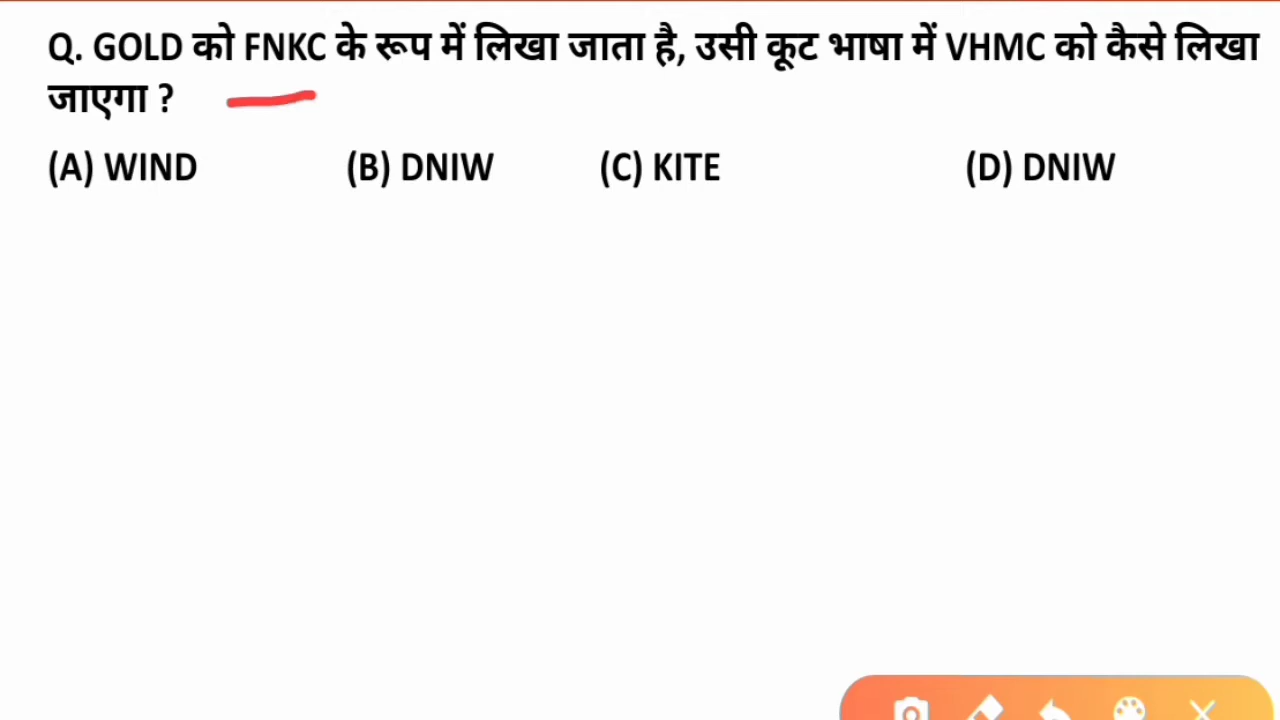 Q. GOLD को FNKC के रूप में लिखा जाता है, उसी कूट भाषा में VHMC को कैसे लिखा
जाएगा ?
(A) WIND (B) DNIW (C) KITE (D) DNIW